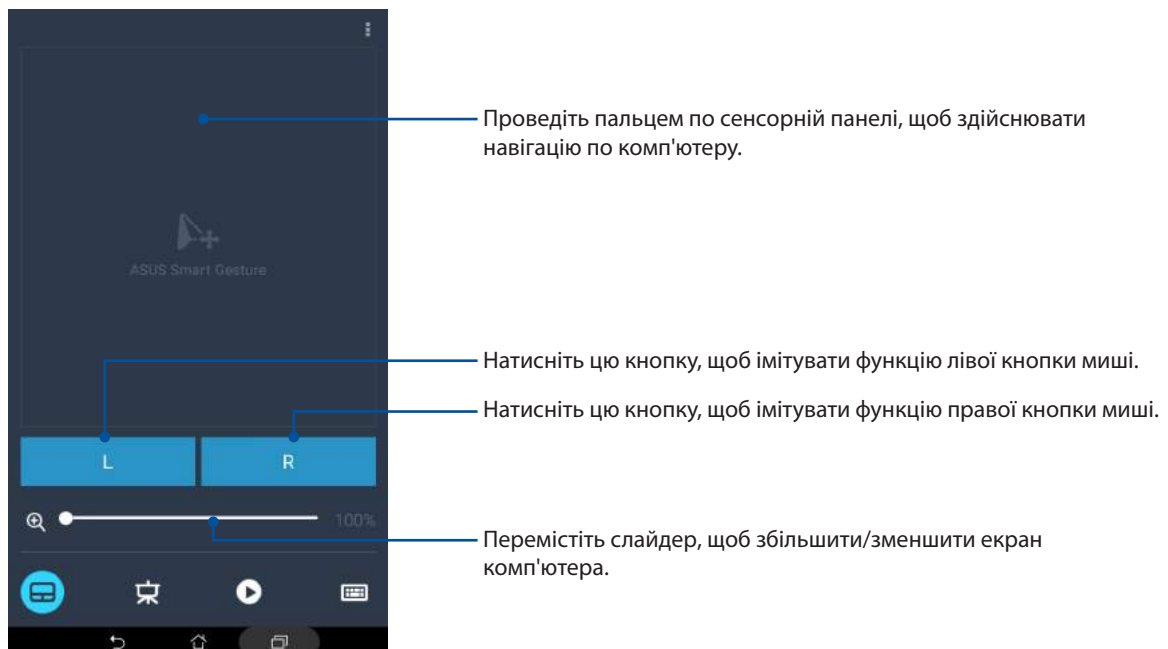 Проведіть пальцем по сенсорній панелі, щоб здійснювати
навігацію по комп'ютеру.
ASUS Smart Gesture
Натисніть цю кнопку, щоб імітувати функцію лівої кнопки миші.
Натисніть цю кнопку, щоб імітувати функцію правої кнопки миші.
L
R
100%
Перемістіть слайдер, щоб збільшити/зменшити екран
комп'ютера.